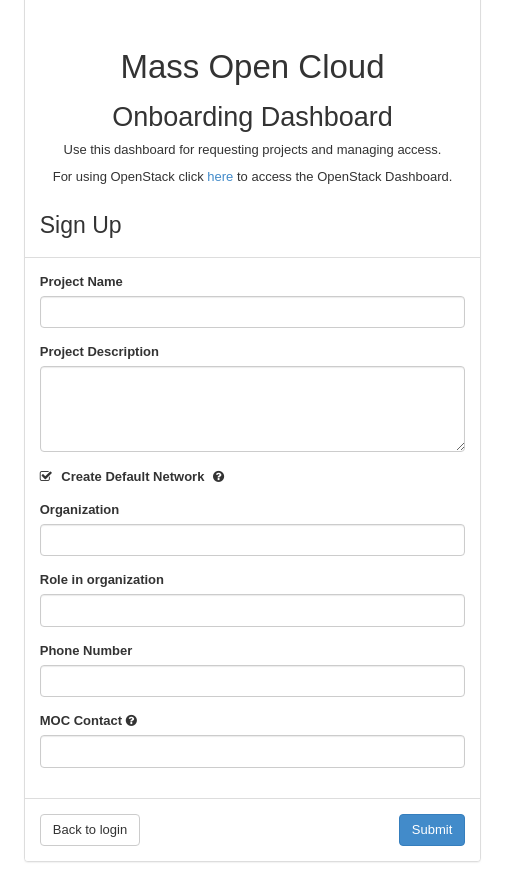 Mass Open Cloud
Onboarding Dashboard
Use this dashboard for requesting projects and managing access.
For using OpenStack click here to access the OpenStack Dashboard.
Sign Up
Project Name
Project Description
Create Default Network
Organization
Role in organization
Phone Number
MOC Contact
Back to login
Submit